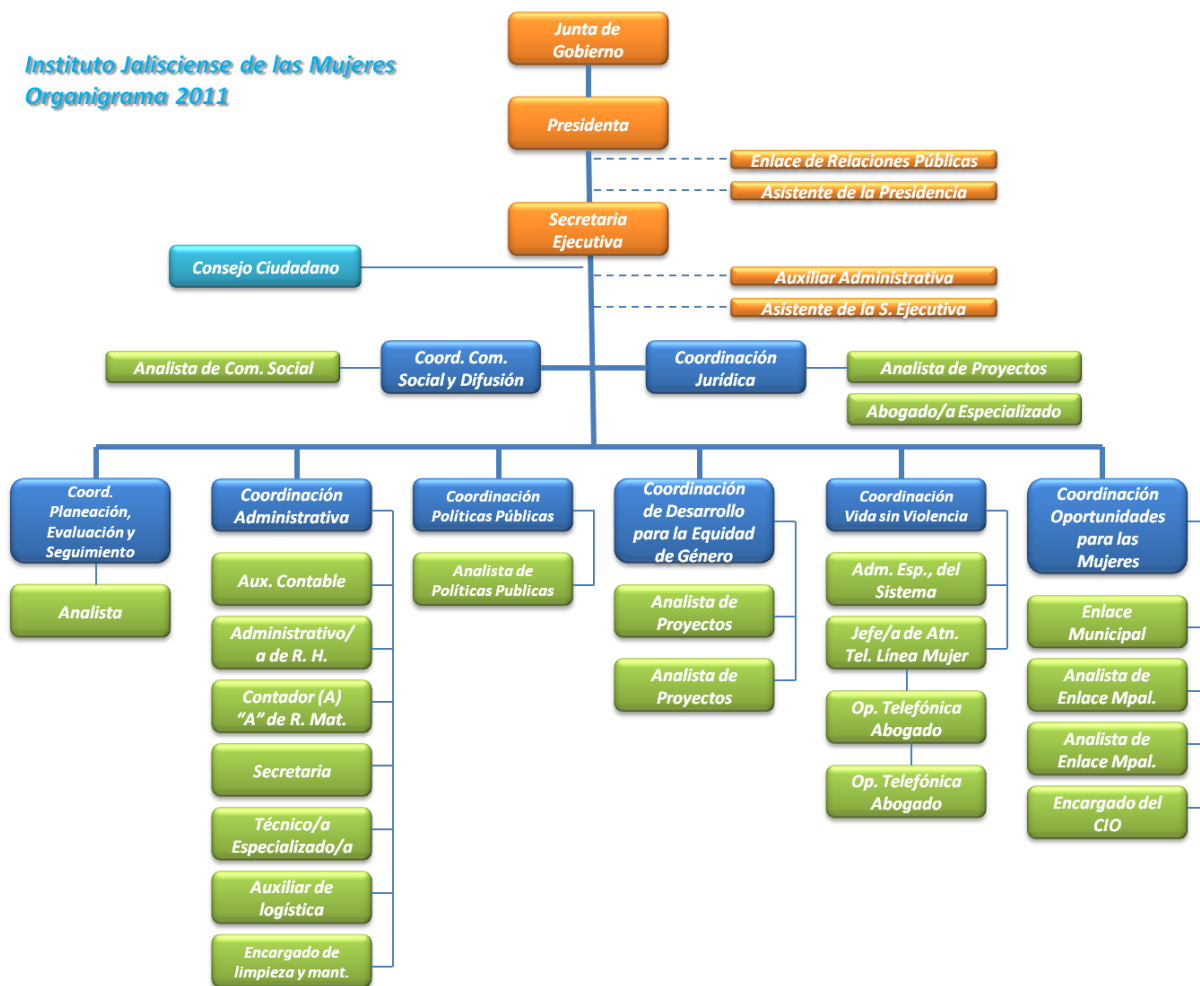 Junta de
Gobierno
Instituto Jalisciense de las Mujeres
Organigrama 2011
Presidenta
Enlace de Relaciones Públicas
Asistente de la Presidencia
Secretaria
Ejecutiva
Consejo Ciudadano
Auxiliar Administrativa
Asistente de la S. Ejecutiva
Analista de Com. Social
Coord. Com.
Social y Difusión
Coordinación
Jurídica
Analista de Proyectos
Abogado/a Especializado
Coord.
Planeación,
Evaluación y
Seguimiento
Analista
Coordinación
Administrativa
Aux. Contable
Administrativo/
a de R. H.
Contador (A)
“A” de R. Mat.
Secretaria
Técnico/a
Especializado/a
Auxiliar de
logística
Encargado de
limpieza y mant.
Coordinación
Políticas Públicas
Analista de
Políticas Publicas
Coordinación
de Desarrollo
para la Equidad
de Género
Analista de
Proyectos
Analista de
Proyectos
Coordinación
Vida sin Violencia
Adm. Esp., del
Sistema
Jefe/a de Atn.
Tel. Línea Mujer
Op. Telefónica
Abogado
Op. Telefónica
Abogado
Coordinación
Oportunidades
para las
Mujeres
Enlace
Municipal
Analista de
Enlace Mpal.
Analista de
Enlace Mpal.
Encargado del
CIO